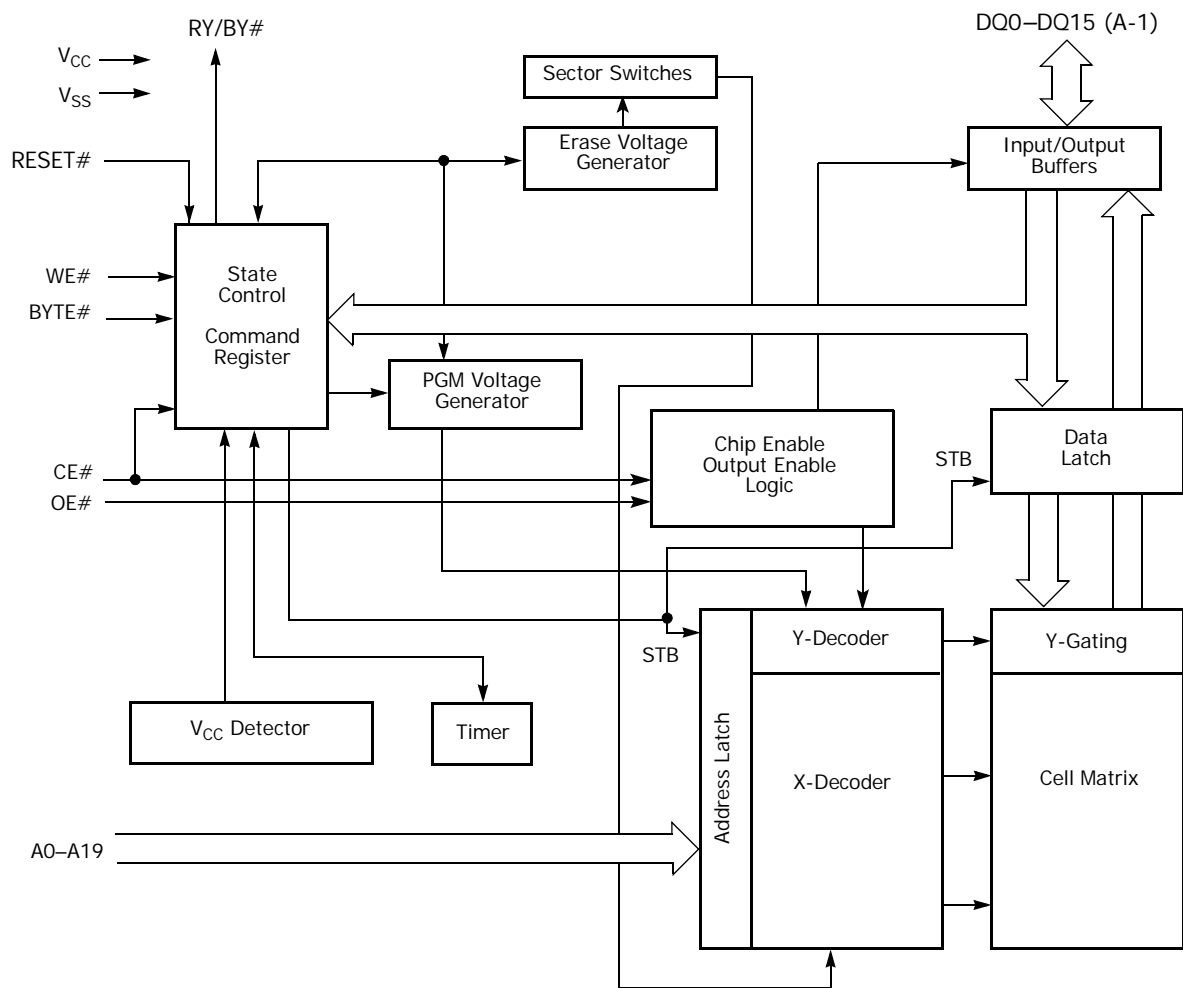 RY/BY#
DQ0–DQ15 (A-1)
VCC
VSS
Sector Switches
Erase Voltage
Generator
Input/Output
Buffers
RESET#
WE#
BYTE#
State
Control
Command
Register
PGM Voltage
Generator
Chip Enable
Output Enable
Logic
Data
Latch
STB
CE#
OE#
STB
Y-Decoder
Y-Gating
VCC Detector
Timer
Address Latch
X-Decoder
Cell Matrix
A0–A19